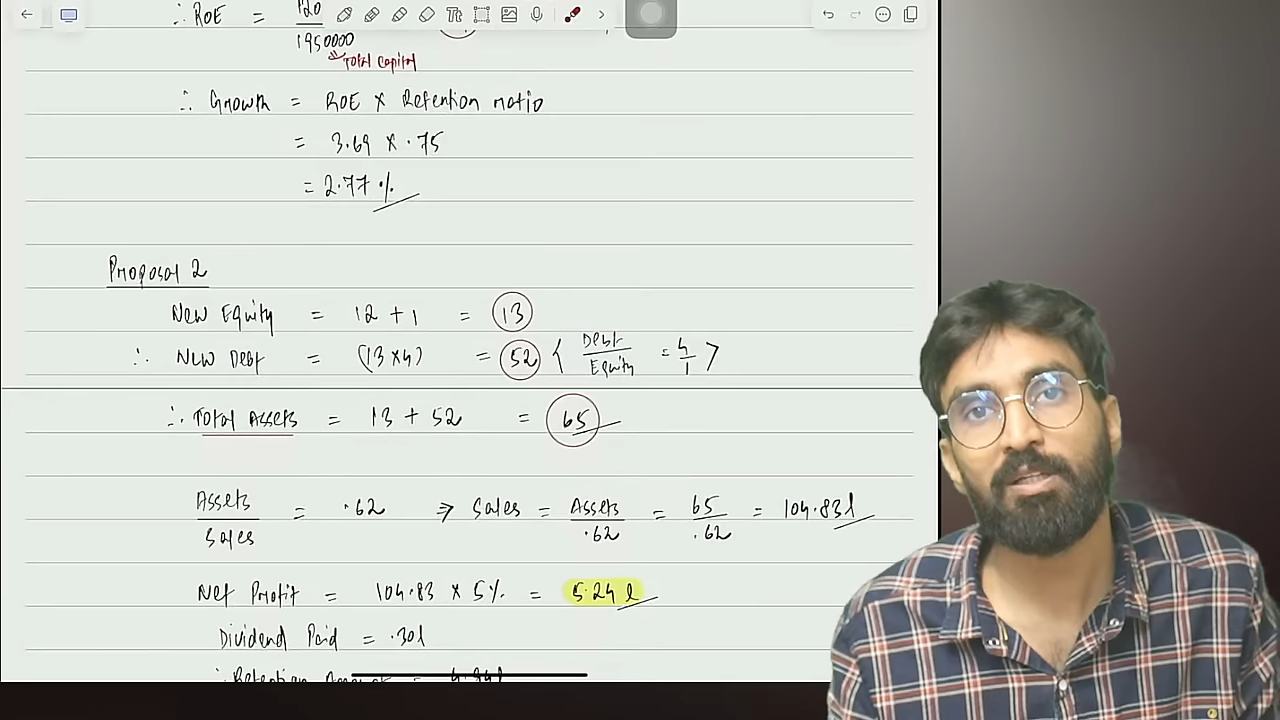 ∴ ROE =
1950000
Total Capital
∴ Growth = ROE × Retention ratio
= 3.69 × .75
= 2.77 %
Proposal 2
New Equity = 12 + 1 = 13
∴ New Debt = (13×4) = 52 { Debt/Equity = 4/1 }
∴ Total Assets = 13 + 52 = 65
Assets/Sales = .62 ⇒ Sales = Assets/.62 = 65/.62 = 104.83l
Net Profit = 104.83 × 5% = 5.24 l
Dividend Paid = .30l